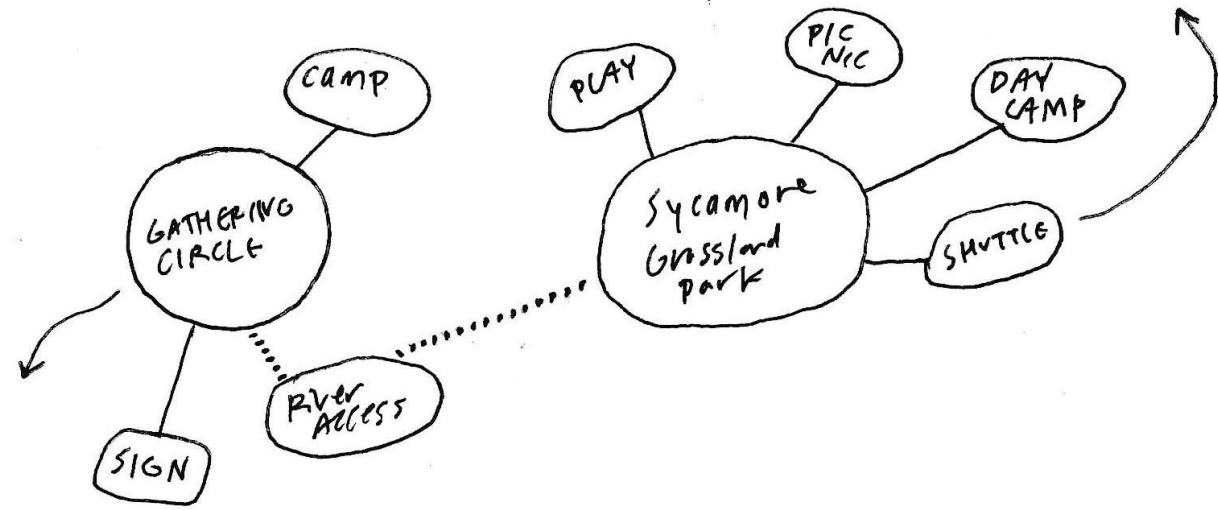 camp
PLAY
PIC
NIC
DAY
CAMP
GATHERING
CIRCLE
Sycamore
Grassland
park
SHUTTLE
River
ACCESS
SIGN